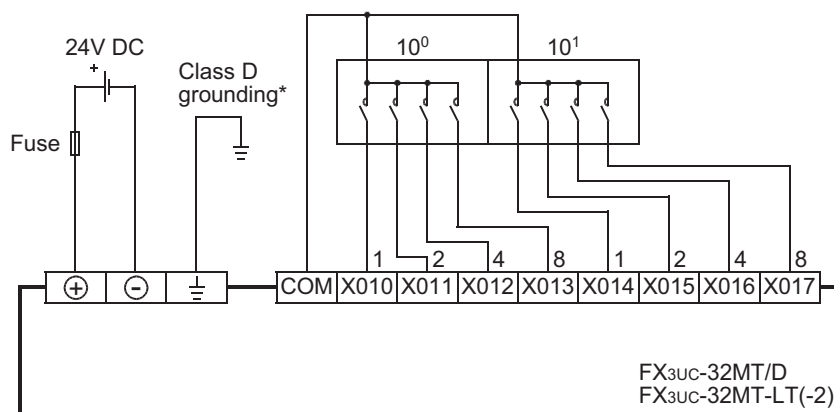 10⁰ 10¹
24V DC
+
Class D
grounding*
Fuse
1 2 4 8 1 2 4 8
+ - COM X010 X011 X012 X013 X014 X015 X016 X017
FX3UC-32MT/D
FX3UC-32MT-LT(-2)